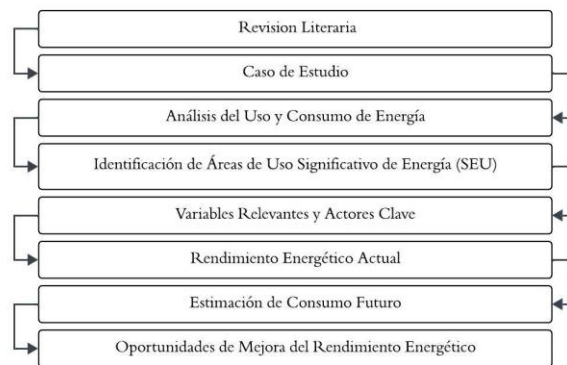 Revision Literaria
Caso de Estudio
Análisis del Uso y Consumo de Energía
Identificación de Áreas de Uso Significativo de Energía (SEU)
Variables Relevantes y Actores Clave
Rendimiento Energético Actual
Estimación de Consumo Futuro
Oportunidades de Mejora del Rendimiento Energético